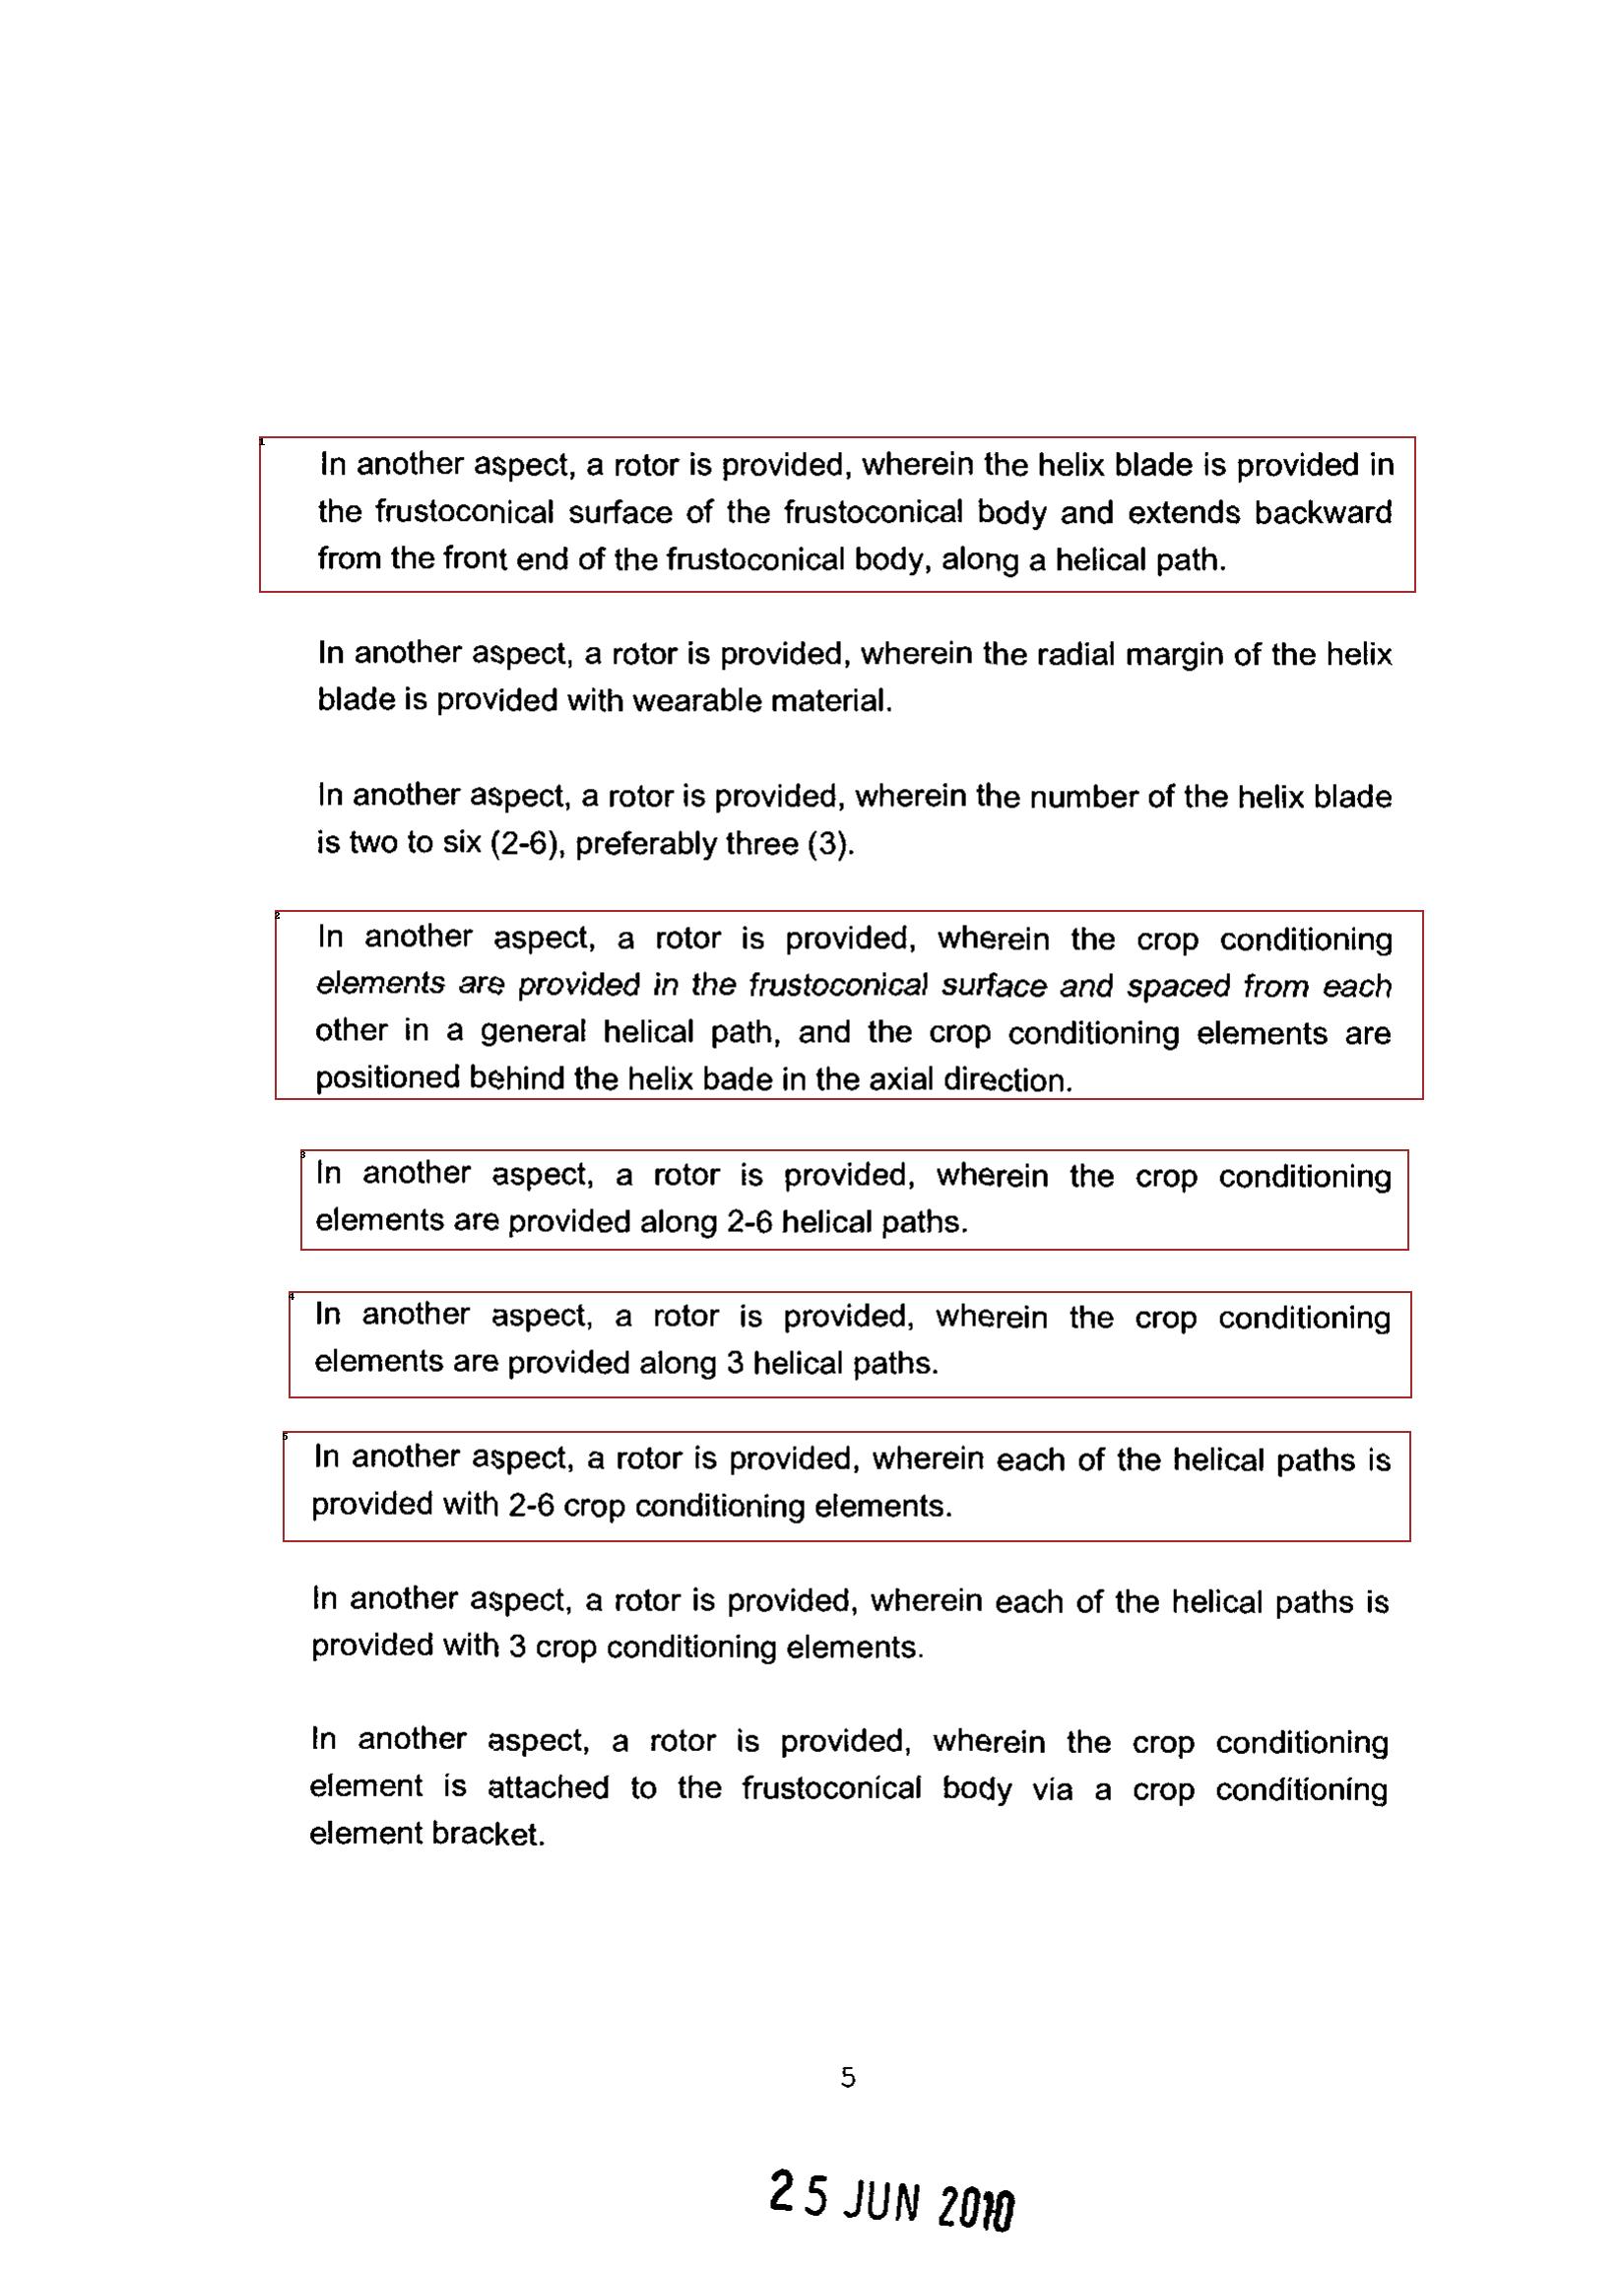 1
In another aspect, a rotor is provided, wherein the helix blade is provided in
the frustoconical surface of the frustoconical body and extends backward
from the front end of the frustoconical body, along a helical path.
In another aspect, a rotor is provided, wherein the radial margin of the helix
blade is provided with wearable material.
In another aspect, a rotor is provided, wherein the number of the helix blade
is two to six (2-6), preferably three (3).
2
In another aspect, a rotor is provided, wherein the crop conditioning
elements are provided in the frustoconical surface and spaced from each
other in a general helical path, and the crop conditioning elements are
positioned behind the helix bade in the axial direction.
3
In another aspect, a rotor is provided, wherein the crop conditioning
elements are provided along 2-6 helical paths.
4
In another aspect, a rotor is provided, wherein the crop conditioning
elements are provided along 3 helical paths.
5
In another aspect, a rotor is provided, wherein each of the helical paths is
provided with 2-6 crop conditioning elements.
In another aspect, a rotor is provided, wherein each of the helical paths is
provided with 3 crop conditioning elements.
In another aspect, a rotor is provided, wherein the crop conditioning
element is attached to the frustoconical body via a crop conditioning
element bracket.
5
25 JUN 2010